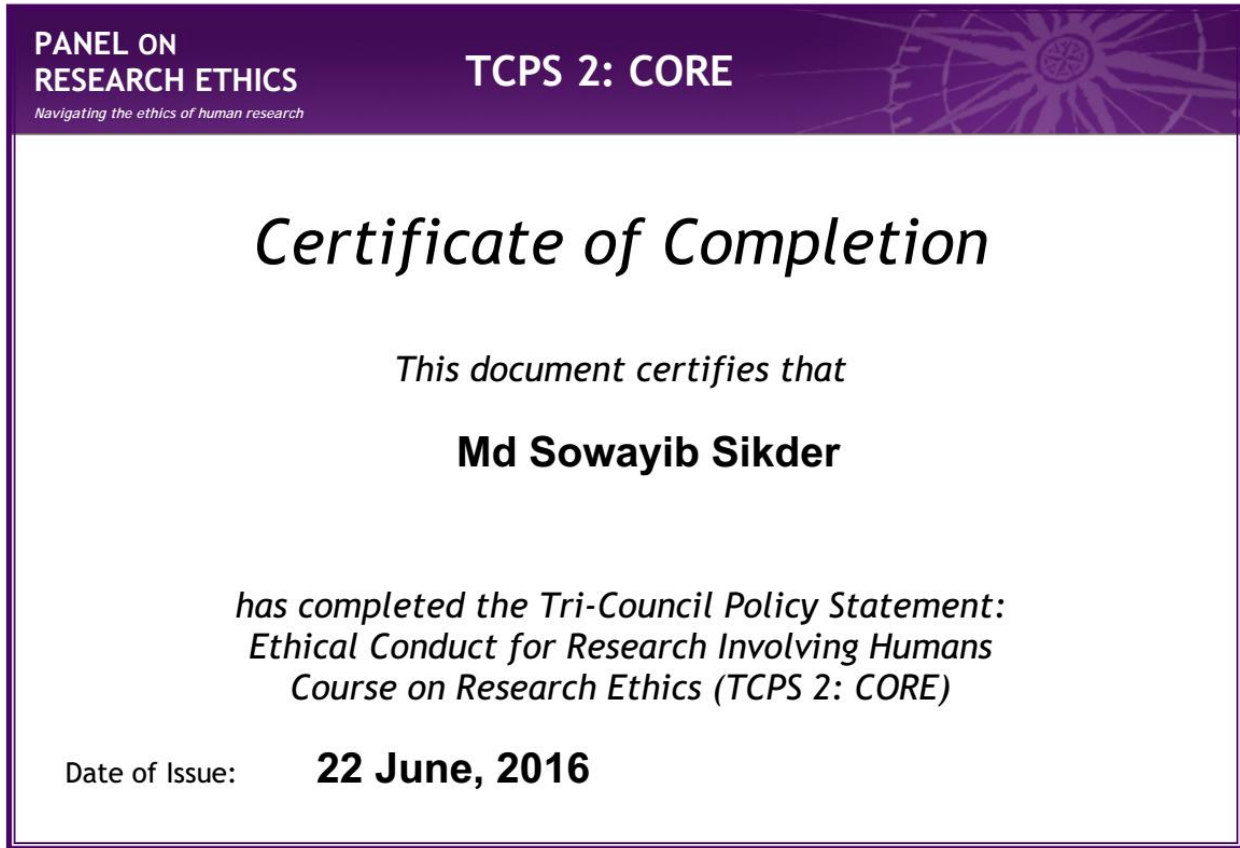 PANEL ON
RESEARCH ETHICS
Navigating the ethics of human research
TCPS 2: CORE
Certificate of Completion
This document certifies that
Md Sowayib Sikder
has completed the Tri-Council Policy Statement:
Ethical Conduct for Research Involving Humans
Course on Research Ethics (TCPS 2: CORE)
Date of Issue: 22 June, 2016